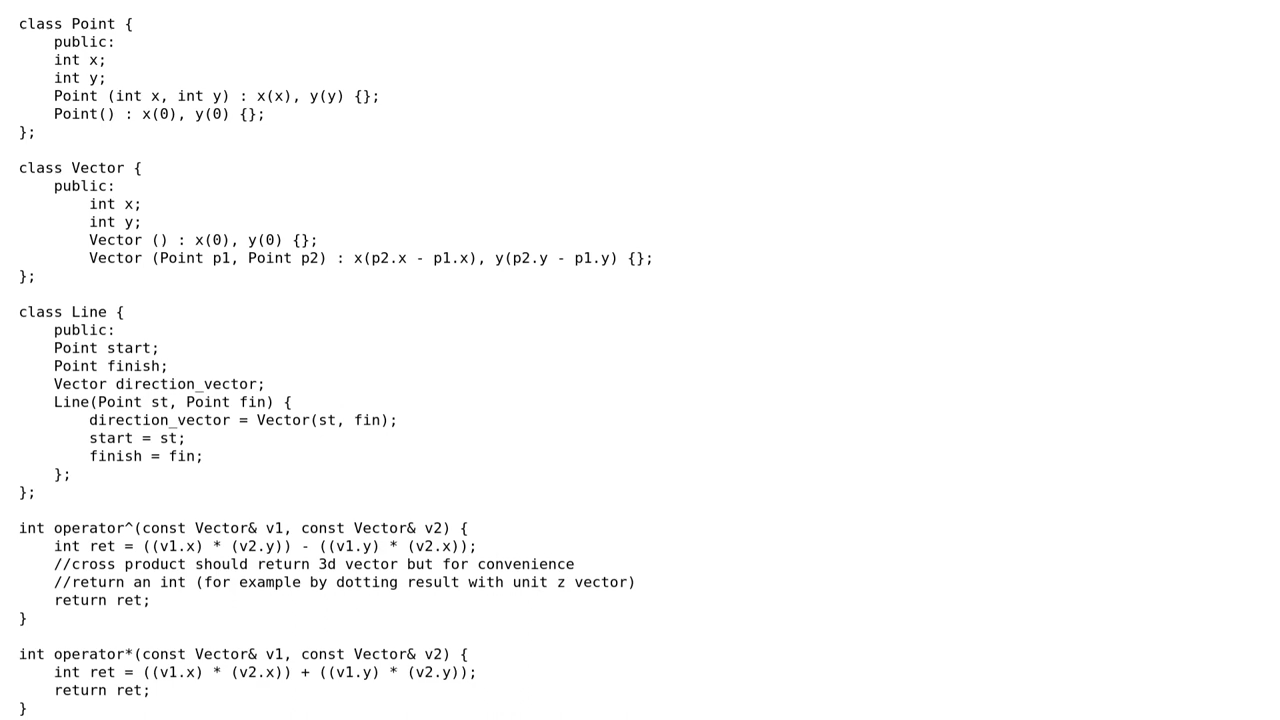 class Point {
    public:
    int x;
    int y;
    Point (int x, int y) : x(x), y(y) {};
    Point() : x(0), y(0) {};
};

class Vector {
    public:
        int x;
        int y;
        Vector () : x(0), y(0) {};
        Vector (Point p1, Point p2) : x(p2.x - p1.x), y(p2.y - p1.y) {};
};

class Line {
    public:
    Point start;
    Point finish;
    Vector direction_vector;
    Line(Point st, Point fin) {
        direction_vector = Vector(st, fin);
        start = st;
        finish = fin;
    };
};

int operator^(const Vector& v1, const Vector& v2) {
    int ret = ((v1.x) * (v2.y)) - ((v1.y) * (v2.x));
    //cross product should return 3d vector but for convenience
    //return an int (for example by dotting result with unit z vector)
    return ret;
}

int operator*(const Vector& v1, const Vector& v2) {
    int ret = ((v1.x) * (v2.x)) + ((v1.y) * (v2.y));
    return ret;
}